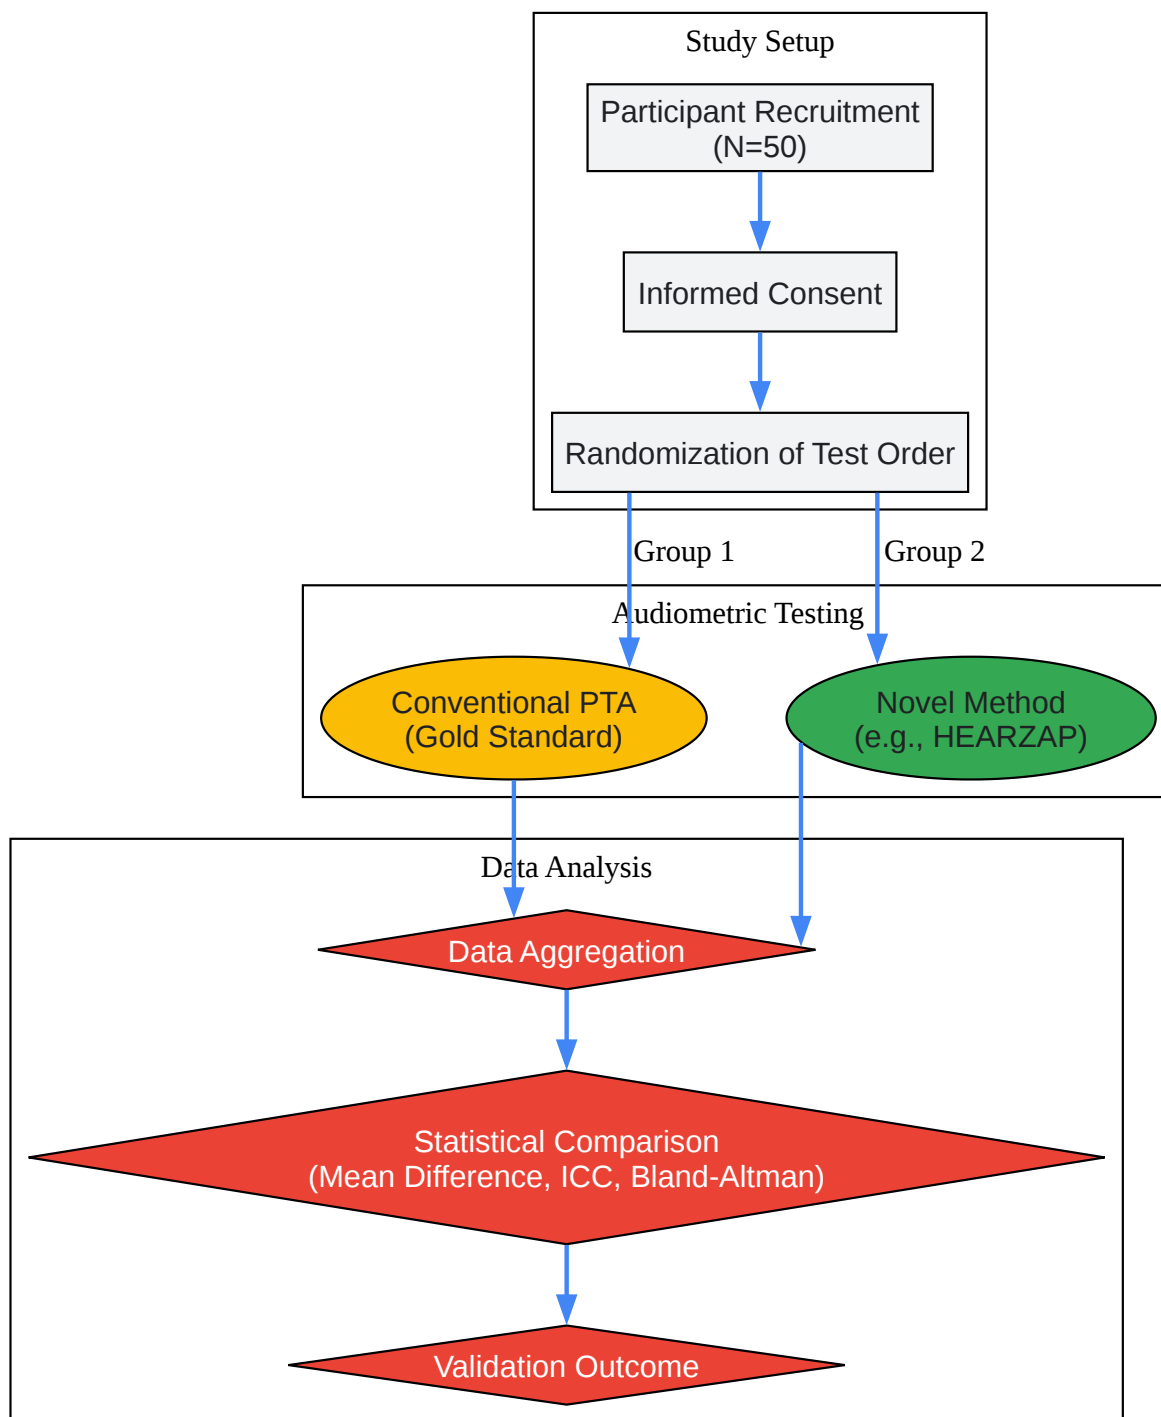 Study Setup
Participant Recruitment
(N=50)
Informed Consent
Randomization of Test Order
Group 1
Group 2
Audiometric Testing
Conventional PTA
(Gold Standard)
Novel Method
(e.g., HEARZAP)
Data Analysis
Data Aggregation
Statistical Comparison
(Mean Difference, ICC, Bland-Altman)
Validation Outcome